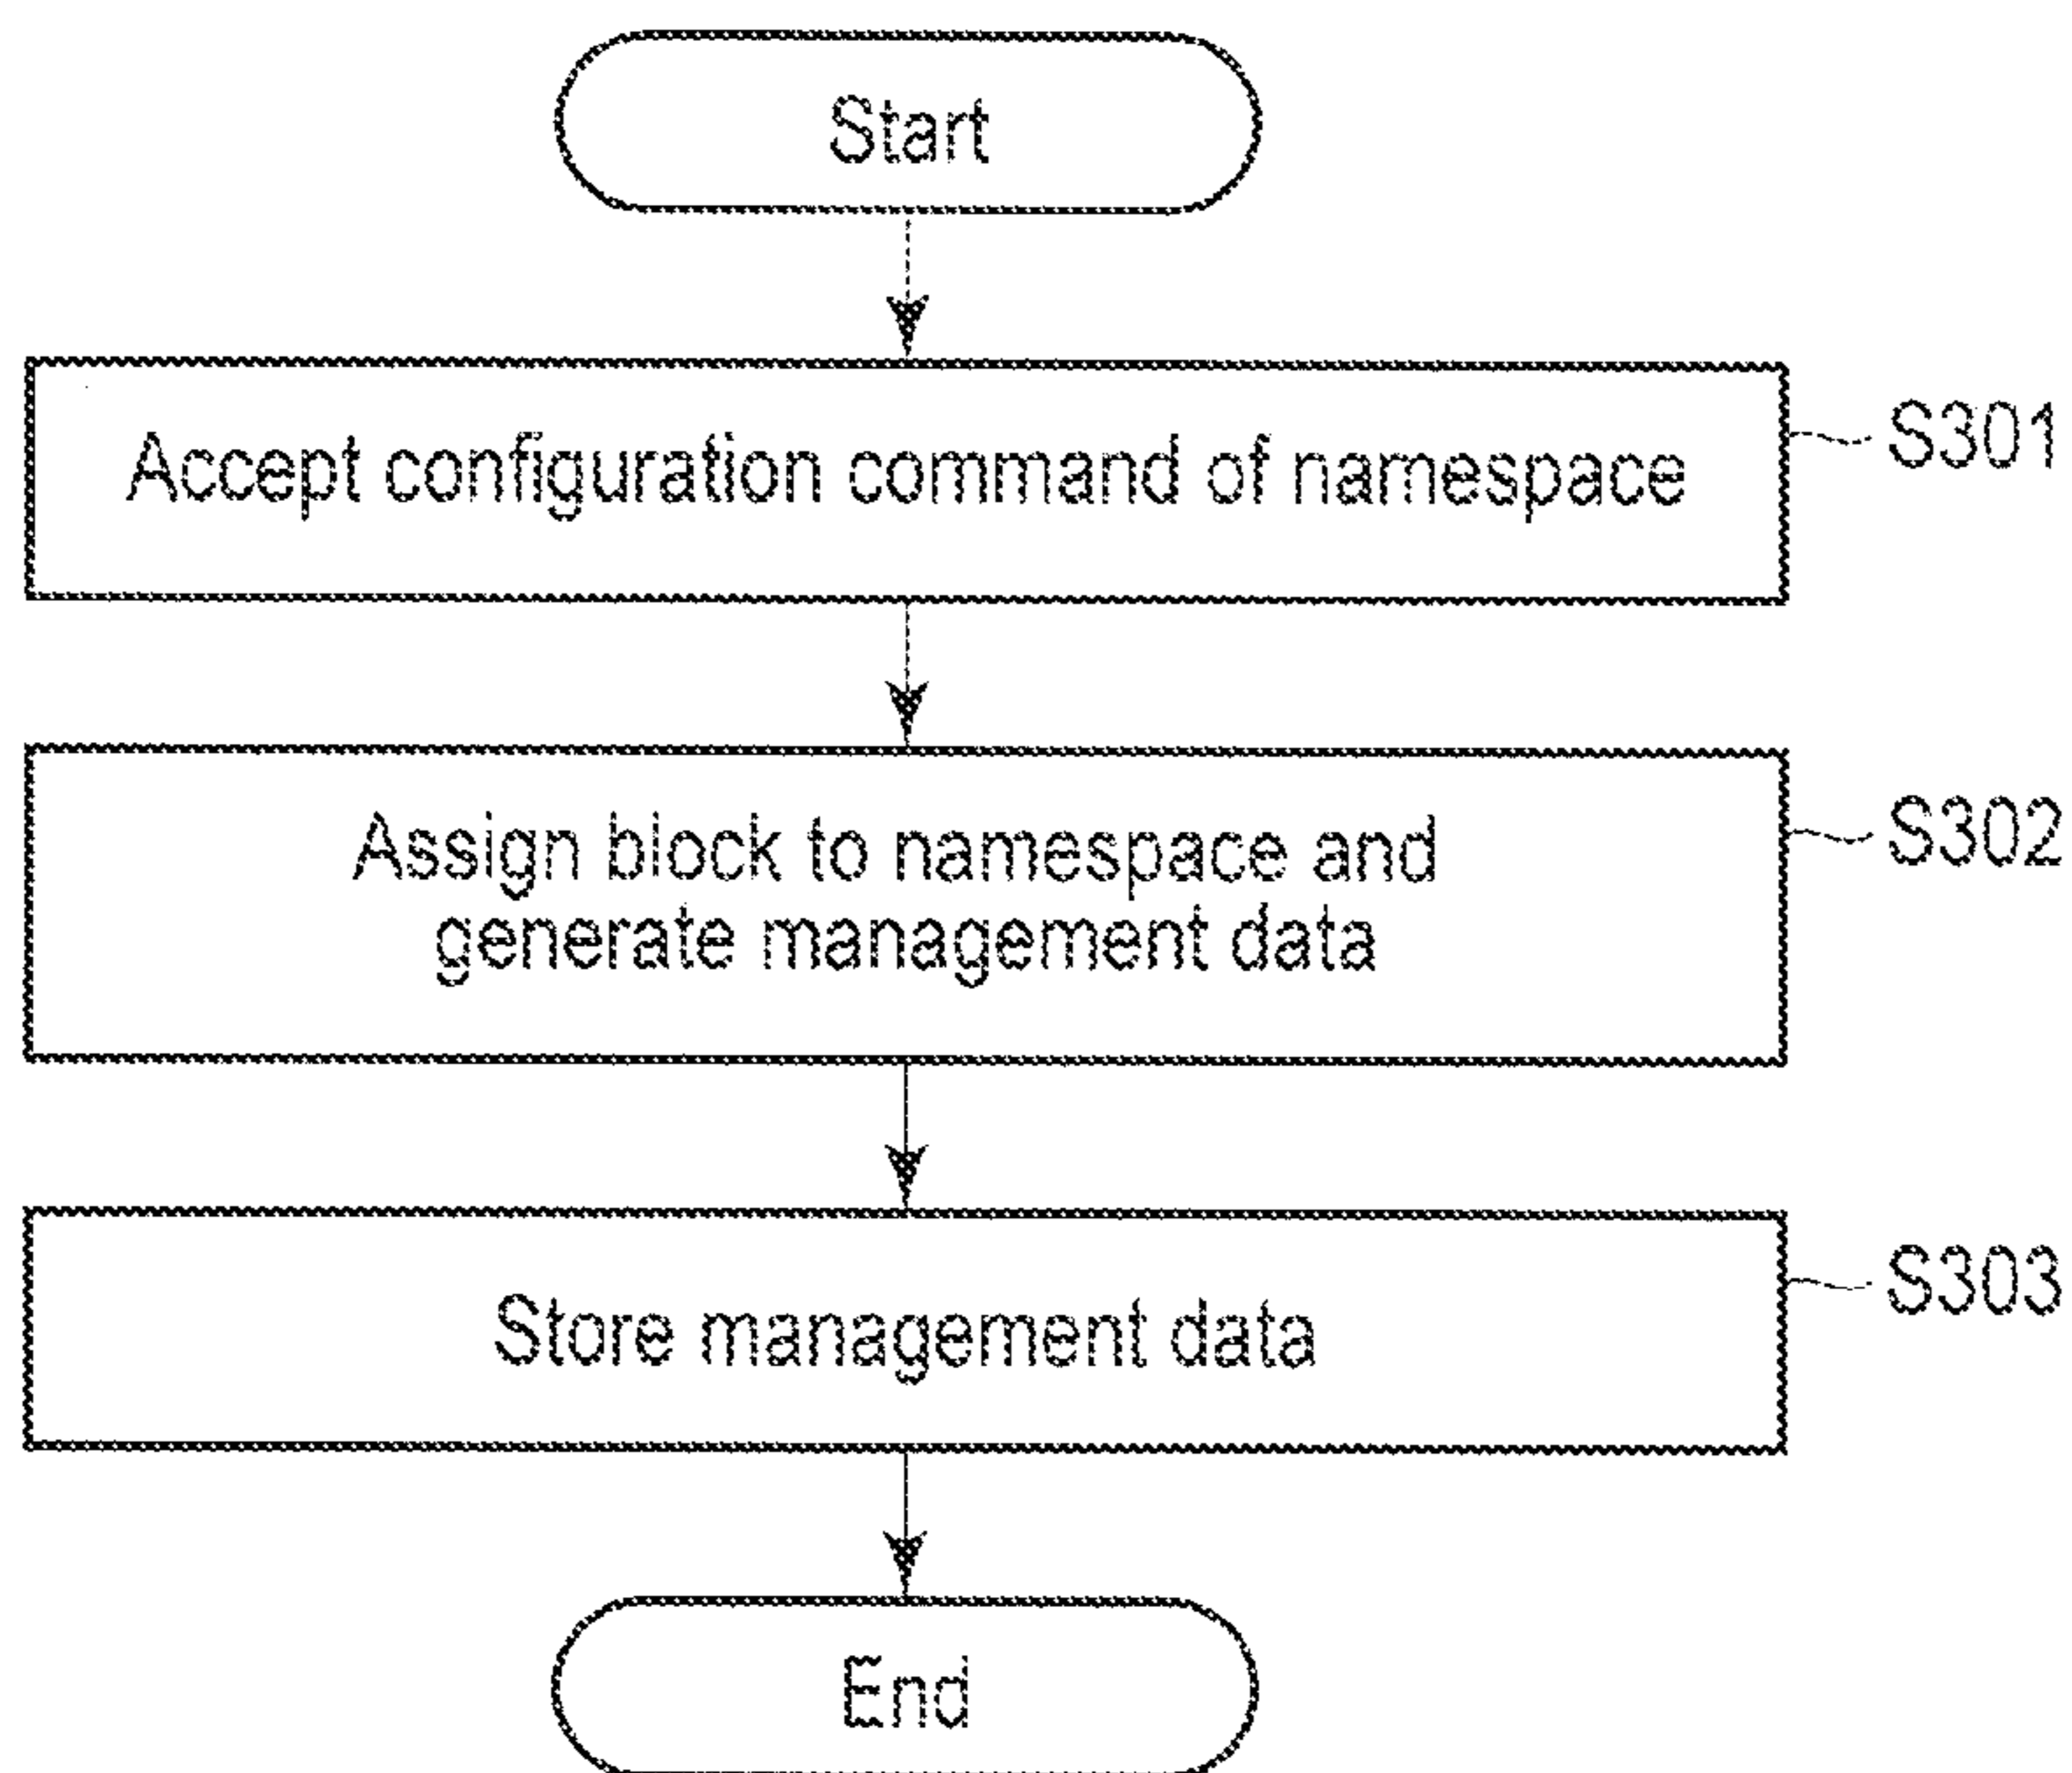 Start
Accept configuration command of namespace
S301
Assign block to namespace and
generate management data
S302
Store management data
S303
End